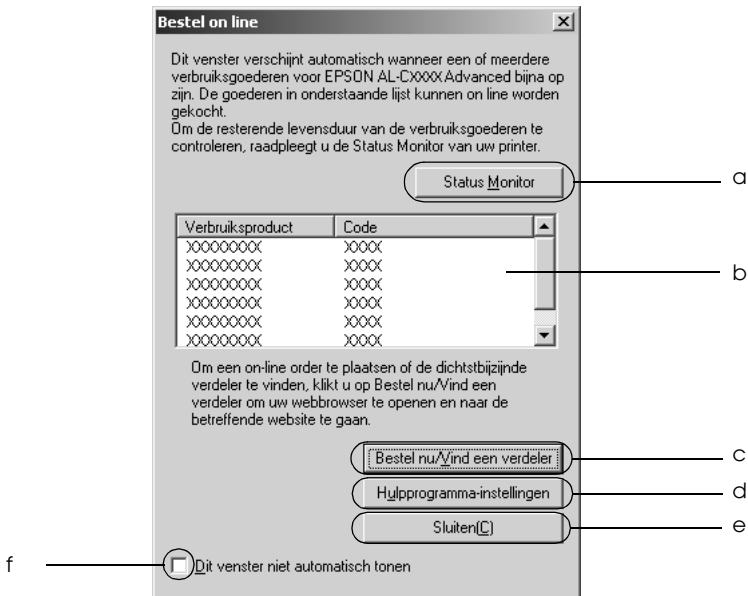 Bestel on line
Dit venster verschijnt automatisch wanneer een of meerdere
verbruiksgoederen voor EPSON AL-CXXXX Advanced bijna op
zijn. De goederen in onderstaande lijst kunnen on line worden
gekocht.
Om de resterende levensduur van de verbruiksgoederen te
controleren, raadpleegt u de Status Monitor van uw printer.
Status Monitor
a
Verbruiksproduct Code
XXXXXXXX XXXX
XXXXXXXX XXXX
b
XXXXXXXX XXXX
XXXXXXXX XXXX
XXXXXXXX XXXX
XXXXXXXX XXXX
Om een on-line order te plaatsen of de dichtstbijzijnde
verdeler te vinden, klikt u op Bestel nu/Vind een
verdeler om uw webbrowser te openen en naar de
betreffende website te gaan.
Bestel nu/Vind een verdeler
c
Hulpprogramma-instellingen
d
Sluiten(C)
e
f
Dit venster niet automatisch tonen